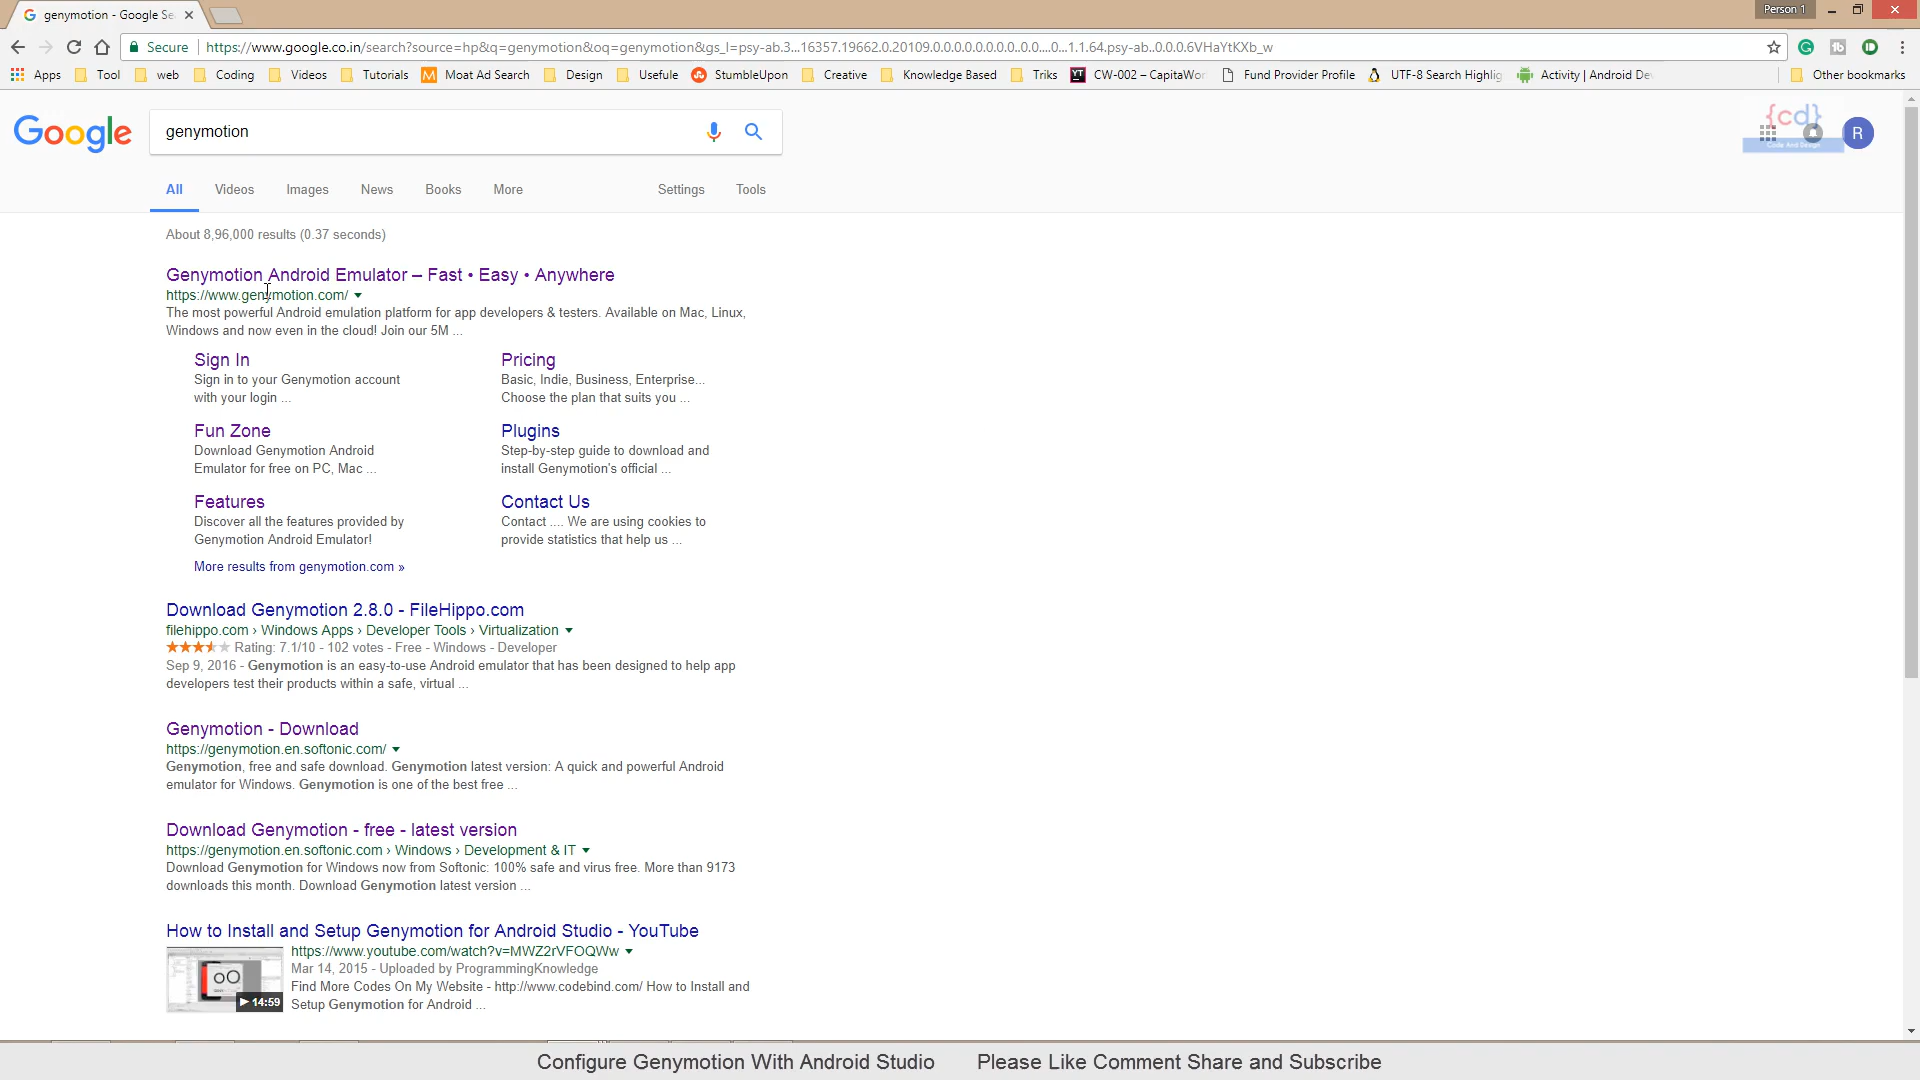 genymotion - Google Se
Person 1
Secure
https://www.google.co.in/search?source=hp&q=genymotion&oq=genymotion&gs_l=psy-ab.3...16357.19662.0.20109.0.0.0.0.0.0.0.0..0.0....0...1.1.64.psy-ab..0.0.0.6VHaYtKXb_w
Apps Tool web Coding Videos Tutorials Moat Ad Search Design Usefule StumbleUpon Creative Knowledge Based Triks CW-002 – CapitaWor Fund Provider Profile UTF-8 Search Highlig Activity | Android De Other bookmarks
Google
genymotion
{cd}
Code And Design
R
All Videos Images News Books More Settings Tools
About 8,96,000 results (0.37 seconds)
Genymotion Android Emulator – Fast • Easy • Anywhere
https://www.genymotion.com/
The most powerful Android emulation platform for app developers & testers. Available on Mac, Linux,
Windows and now even in the cloud! Join our 5M ...
Sign In
Sign in to your Genymotion account
with your login ...
Pricing
Basic, Indie, Business, Enterprise...
Choose the plan that suits you ...
Fun Zone
Download Genymotion Android
Emulator for free on PC, Mac ...
Plugins
Step-by-step guide to download and
install Genymotion's official ...
Features
Discover all the features provided by
Genymotion Android Emulator!
Contact Us
Contact .... We are using cookies to
provide statistics that help us ...
More results from genymotion.com »
Download Genymotion 2.8.0 - FileHippo.com
filehippo.com › Windows Apps › Developer Tools › Virtualization
Rating: 7.1/10 - 102 votes - Free - Windows - Developer
Sep 9, 2016 - Genymotion is an easy-to-use Android emulator that has been designed to help app
developers test their products within a safe, virtual ...
Genymotion - Download
https://genymotion.en.softonic.com/
Genymotion, free and safe download. Genymotion latest version: A quick and powerful Android
emulator for Windows. Genymotion is one of the best free ...
Download Genymotion - free - latest version
https://genymotion.en.softonic.com › Windows › Development & IT
Download Genymotion for Windows now from Softonic: 100% safe and virus free. More than 9173
downloads this month. Download Genymotion latest version ...
How to Install and Setup Genymotion for Android Studio - YouTube
https://www.youtube.com/watch?v=MWZ2rVFOQWw
Mar 14, 2015 - Uploaded by ProgrammingKnowledge
Find More Codes On My Website - http://www.codebind.com/ How to Install and
Setup Genymotion for Android ...
14:59
Configure Genymotion With Android Studio Please Like Comment Share and Subscribe